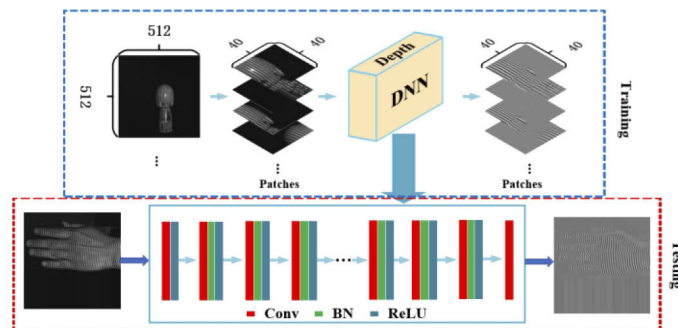 512
512
40
40
Depth
DNN
40
40
Training
...
...
Patches
...
Patches
...
Conv
BN
ReLU
Testing